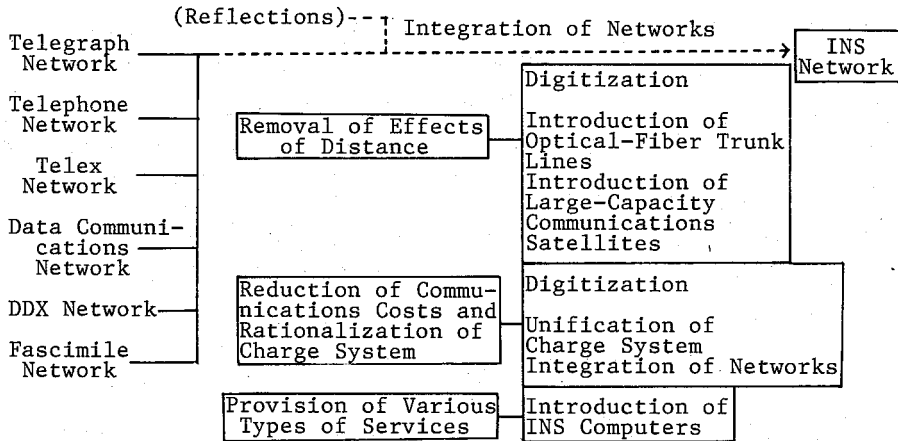 (Reflections)
Integration of Networks
INS
Network
Telegraph
Network
Telephone
Network
Telex
Network
Data Communi-
cations
Network
DDX Network
Fascimile
Network
Removal of Effects
of Distance
Digitization
Introduction of
Optical-Fiber Trunk
Lines
Introduction of
Large-Capacity
Communications
Satellites
Reduction of Commu-
nications Costs and
Rationalization of
Charge System
Digitization
Unification of
Charge System
Integration of Networks
Provision of Various
Types of Services
Introduction of
INS Computers